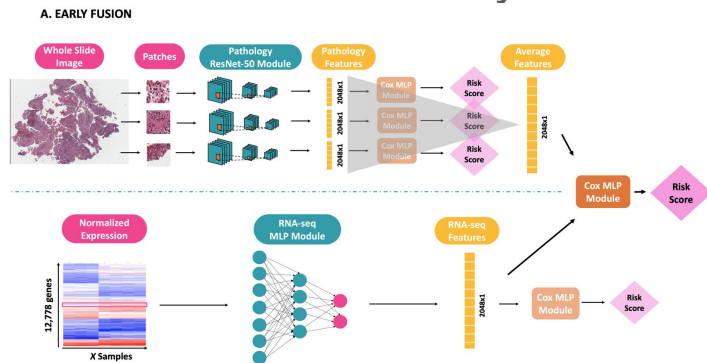 A. EARLY FUSION
Whole Slide
Image
Patches
Pathology
ResNet-50 Module
Pathology
Features
Average
Features
2048x1
Cox MLP
Module
Risk
Score
2048x1
Cox MLP
Module
Risk
Score
2048x1
Cox MLP
Module
Risk
Score
2048x1
Cox MLP
Module
Risk
Score
Normalized
Expression
RNA-seq
MLP Module
RNA-seq
Features
12,778 genes
X Samples
2048x1
Cox MLP
Module
Risk
Score